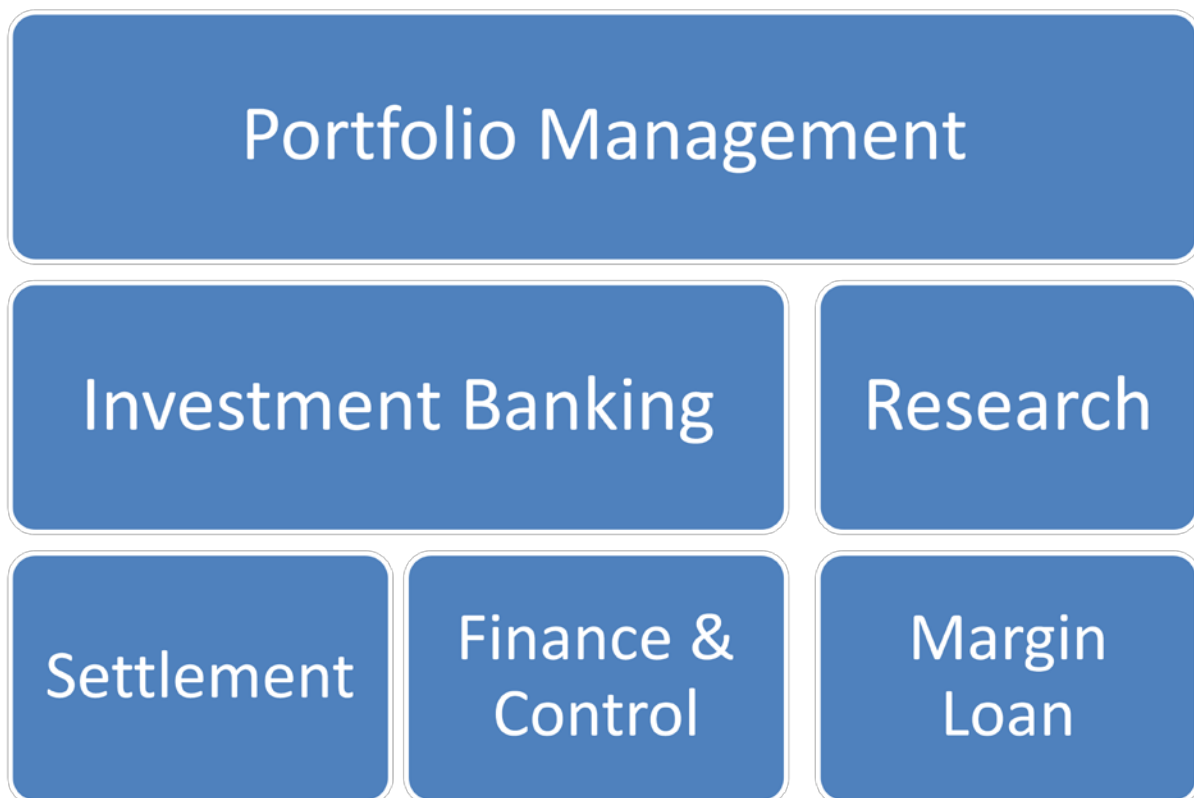 Portfolio Management
Investment Banking
Research
Settlement
Finance &
Control
Margin
Loan